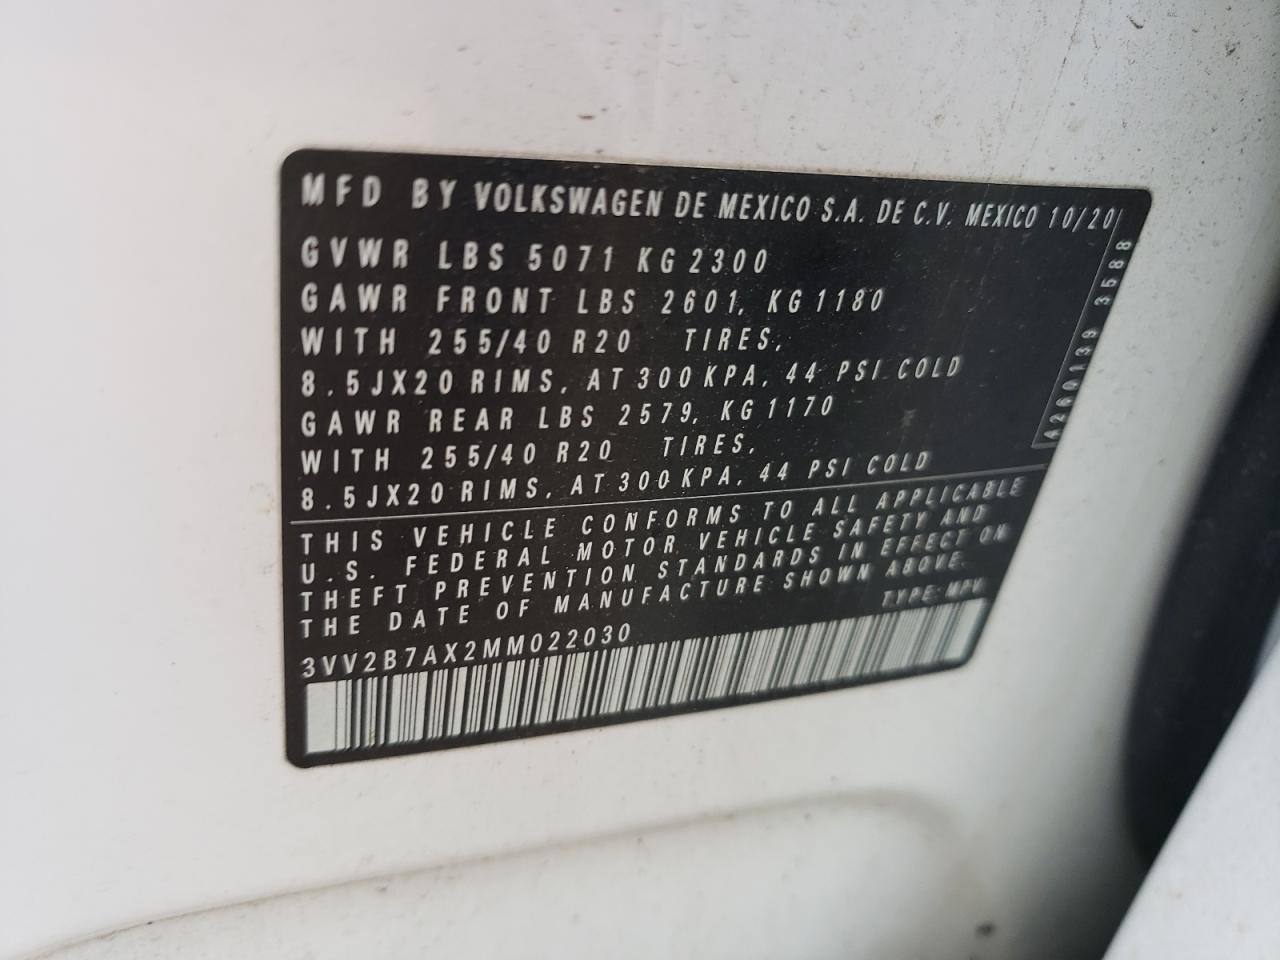 MFD BY VOLKSWAGEN DE MEXICO S.A. DE C.V. MEXICO 10/20
GVWR LBS 5071 KG 2300
GAWR FRONT LBS 2601, KG 1180
WITH 255/40 R20 TIRES,
8.5JX20 RIMS, AT 300 KPA, 44 PSI COLD
GAWR REAR LBS 2579, KG 1170
WITH 255/40 R20 TIRES,
8.5JX20 RIMS, AT 300 KPA, 44 PSI COLD
THIS VEHICLE CONFORMS TO ALL APPLICABLE
U.S. FEDERAL MOTOR VEHICLE SAFETY AND
THEFT PREVENTION STANDARDS IN EFFECT ON
THE DATE OF MANUFACTURE SHOWN ABOVE.
TYPE: MPV
3VV2B7AX2MM022030
3588